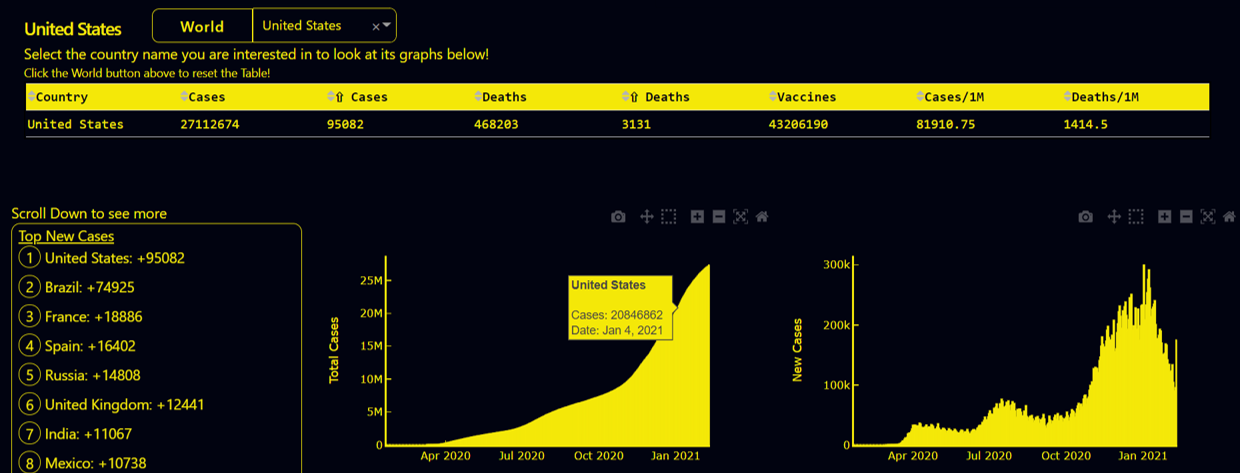 United States World United States ×
Select the country name you are interested in to look at its graphs below!
Click the World button above to reset the Table!
Country Cases ⇧ Cases Deaths ⇧ Deaths Vaccines Cases/1M Deaths/1M
United States 27112674 95082 468203 3131 43206190 81910.75 1414.5
Scroll Down to see more
Top New Cases
1 United States: +95082
2 Brazil: +74925
3 France: +18886
4 Spain: +16402
5 Russia: +14808
6 United Kingdom: +12441
7 India: +11067
8 Mexico: +10738
Total Cases
25M
20M
15M
10M
5M
0
Apr 2020 Jul 2020 Oct 2020 Jan 2021
United States
Cases: 20846862
Date: Jan 4, 2021
New Cases
300k
200k
100k
0
Apr 2020 Jul 2020 Oct 2020 Jan 2021